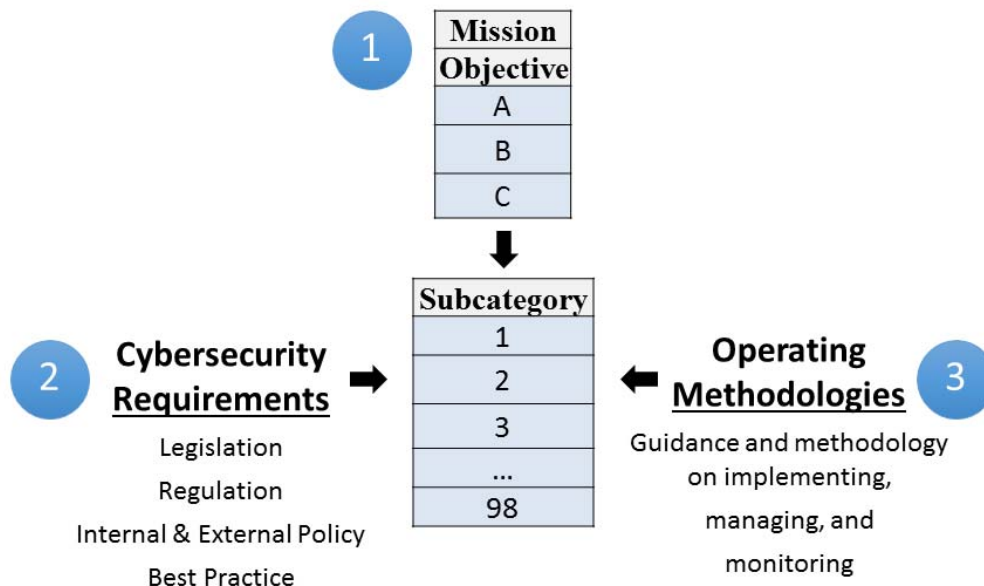 1
Mission
Objective
A
B
C
Subcategory
1
2
3
...
98
2
Cybersecurity
Requirements
Legislation
Regulation
Internal & External Policy
Best Practice
Operating
Methodologies
3
Guidance and methodology
on implementing,
managing, and
monitoring